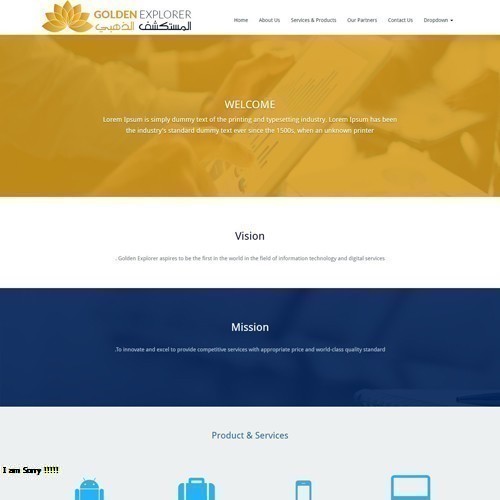 GOLDEN EXPLORER
المستكشف الذهبي
Home About Us Services & Products Our Partners Contact Us Dropdown
WELCOME
Lorem Ipsum is simply dummy text of the printing and typesetting industry. Lorem Ipsum has been
the industry's standard dummy text ever since the 1500s, when an unknown printer
Vision
. Golden Explorer aspires to be the first in the world in the field of information technology and digital services
Mission
.To innovate and excel to provide competitive services with appropriate price and world-class quality standard
Product & Services
I am Sorry !!!!!